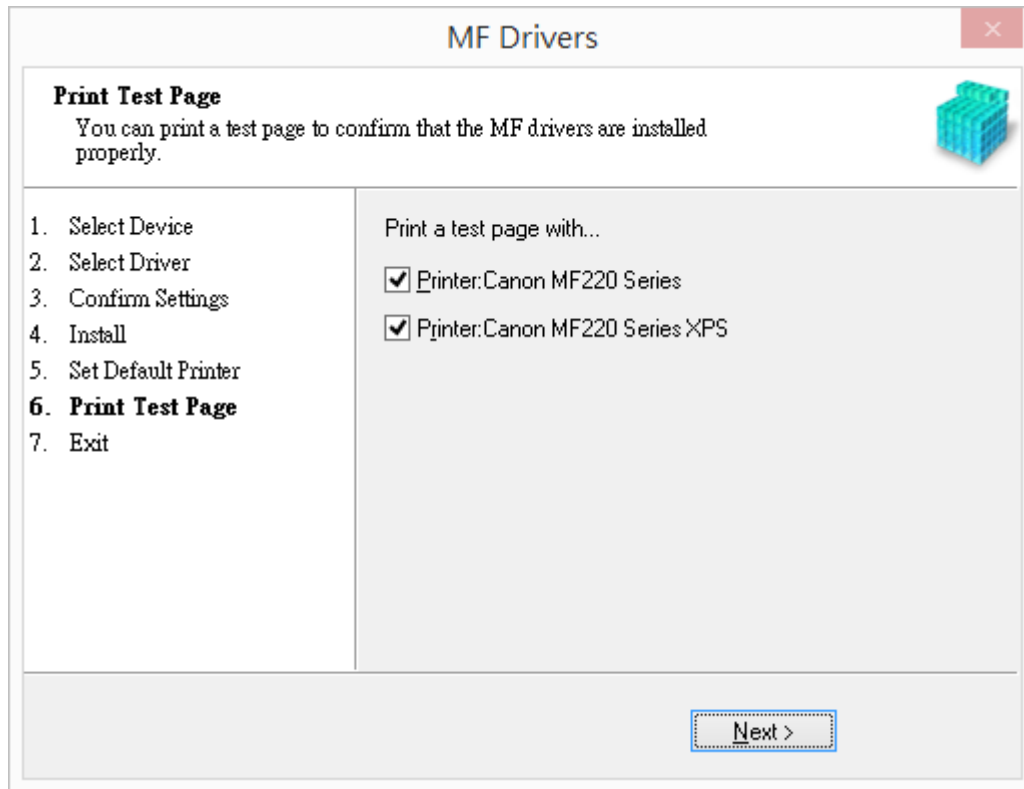 MF Drivers
Print Test Page
You can print a test page to confirm that the MF drivers are installed
properly.
1. Select Device
2. Select Driver
3. Confirm Settings
4. Install
5. Set Default Printer
6. Print Test Page
7. Exit
Print a test page with...
Printer:Canon MF220 Series
Printer:Canon MF220 Series XPS
Next >